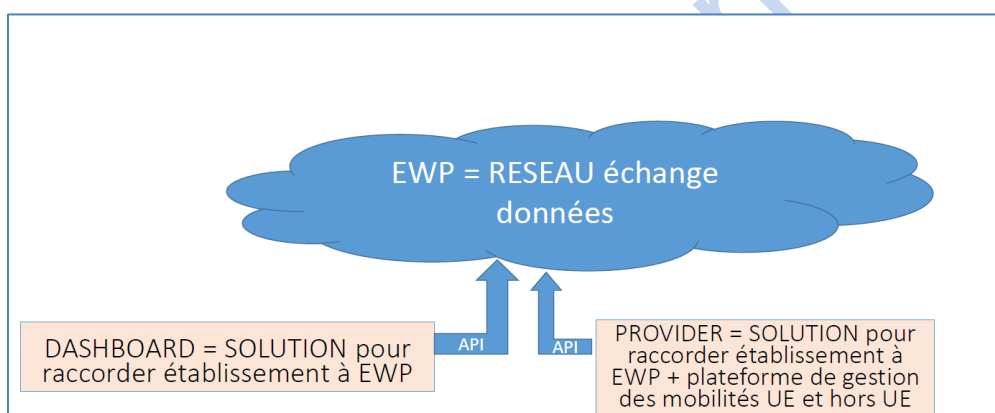 EWP = RESEAU échange
données
API
API
DASHBOARD = SOLUTION pour
raccorder établissement à EWP
PROVIDER = SOLUTION pour
raccorder établissement à
EWP + plateforme de gestion
des mobilités UE et hors UE